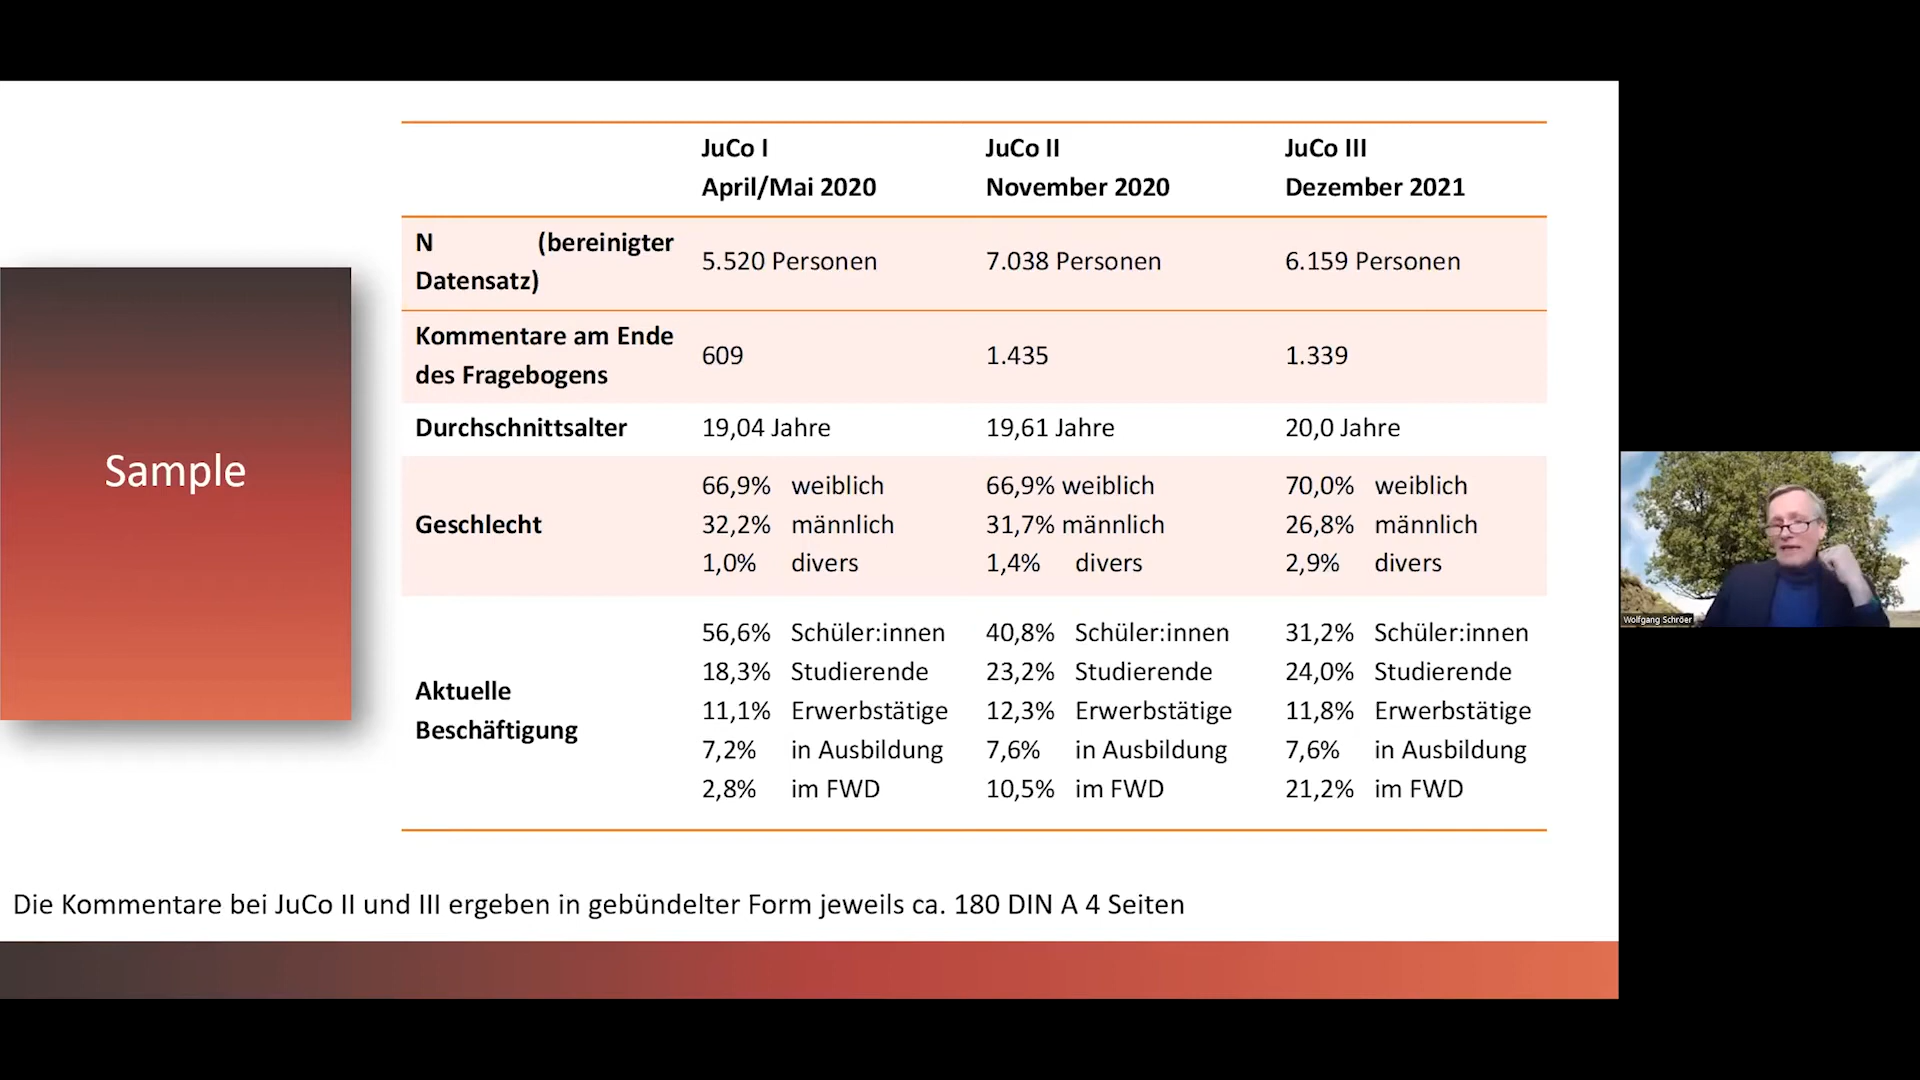 Sample
JuCo I JuCo II JuCo III
April/Mai 2020 November 2020 Dezember 2021
N (bereinigter
Datensatz)
5.520 Personen 7.038 Personen 6.159 Personen
Kommentare am Ende
des Fragebogens
609 1.435 1.339
Durchschnittsalter 19,04 Jahre 19,61 Jahre 20,0 Jahre
Geschlecht
66,9% weiblich 66,9% weiblich 70,0% weiblich
32,2% männlich 31,7% männlich 26,8% männlich
1,0% divers 1,4% divers 2,9% divers
Aktuelle
Beschäftigung
56,6% Schüler:innen 40,8% Schüler:innen 31,2% Schüler:innen
18,3% Studierende 23,2% Studierende 24,0% Studierende
11,1% Erwerbstätige 12,3% Erwerbstätige 11,8% Erwerbstätige
7,2% in Ausbildung 7,6% in Ausbildung 7,6% in Ausbildung
2,8% im FWD 10,5% im FWD 21,2% im FWD
Die Kommentare bei JuCo II und III ergeben in gebündelter Form jeweils ca. 180 DIN A 4 Seiten
Wolfgang Schröer